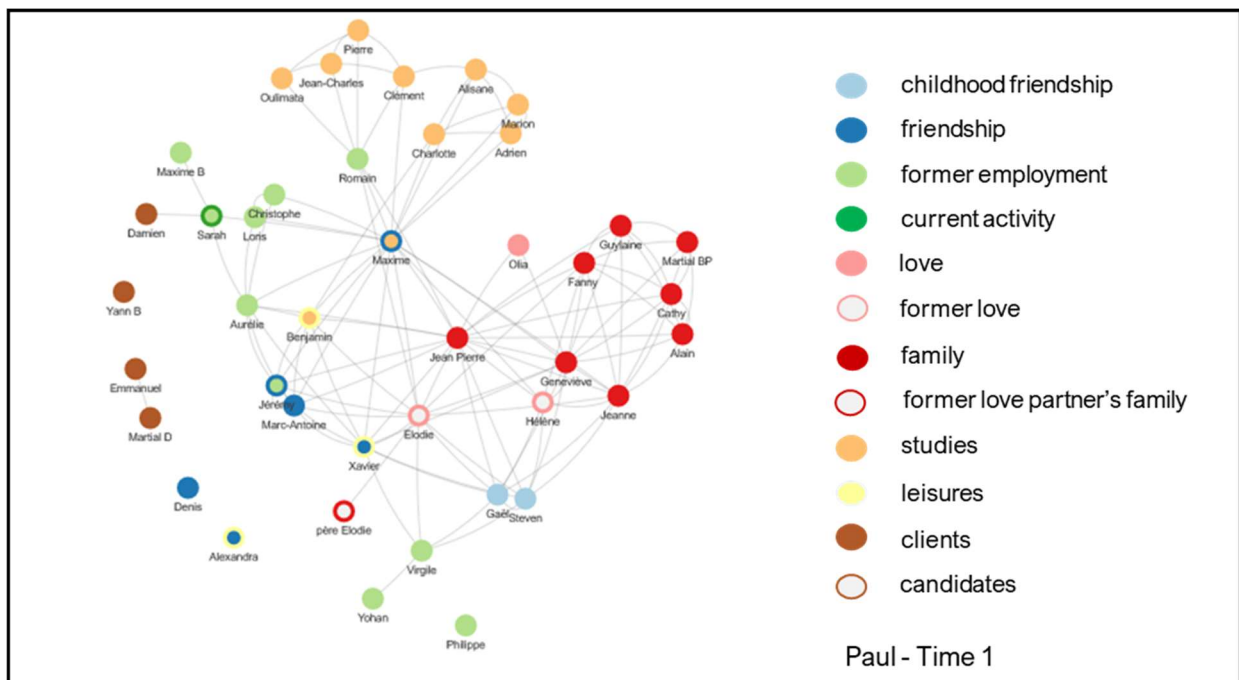 Pierre
Jean-Charles
Oulimata
Clément
Alisane
Marion
Charlotte
Adrien
Maxime B
Romain
Christophe
Damien
Sarah
Loris
Maxime
Olia
Guylaine
Martial BP
Fanny
Yann B
Aurélie
Benjamin
Cathy
Jean Pierre
Alain
Geneviève
Emmanuel
Jérémy
Marc-Antoine
Elodie
Hélène
Jeanne
Martial D
Xavier
Denis
Gaël
Steven
père Elodie
Alexandra
Virgile
Yohan
Philippe
childhood friendship
friendship
former employment
current activity
love
former love
family
former love partner's family
studies
leisures
clients
candidates
Paul - Time 1